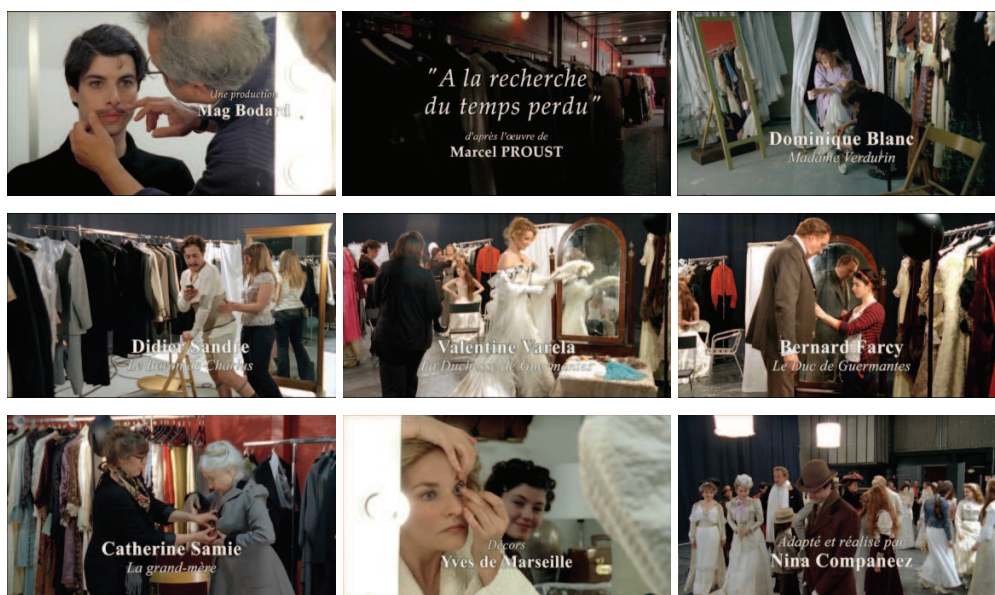 Une production
Mag Bodard
"A la recherche
du temps perdu"
d'après l'œuvre de
Marcel PROUST
Dominique Blanc
Madame Verdurin
Didier Sandre
Le Baron de Charlus
Valentine Varela
La Duchesse de Guermantes
Bernard Farcy
Le Duc de Guermantes
Catherine Samie
La grand-mère
Décors
Yves de Marseille
Adapté et réalisé par
Nina Companeez